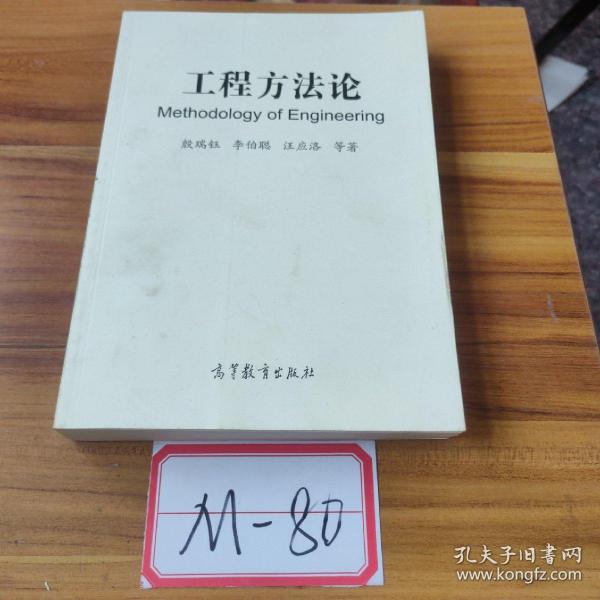 工程方法论
Methodology of Engineering
殷瑞钰 李伯聪 汪应洛 等著
高等教育出版社
M-80
孔夫子旧书网
www.kongfz.com